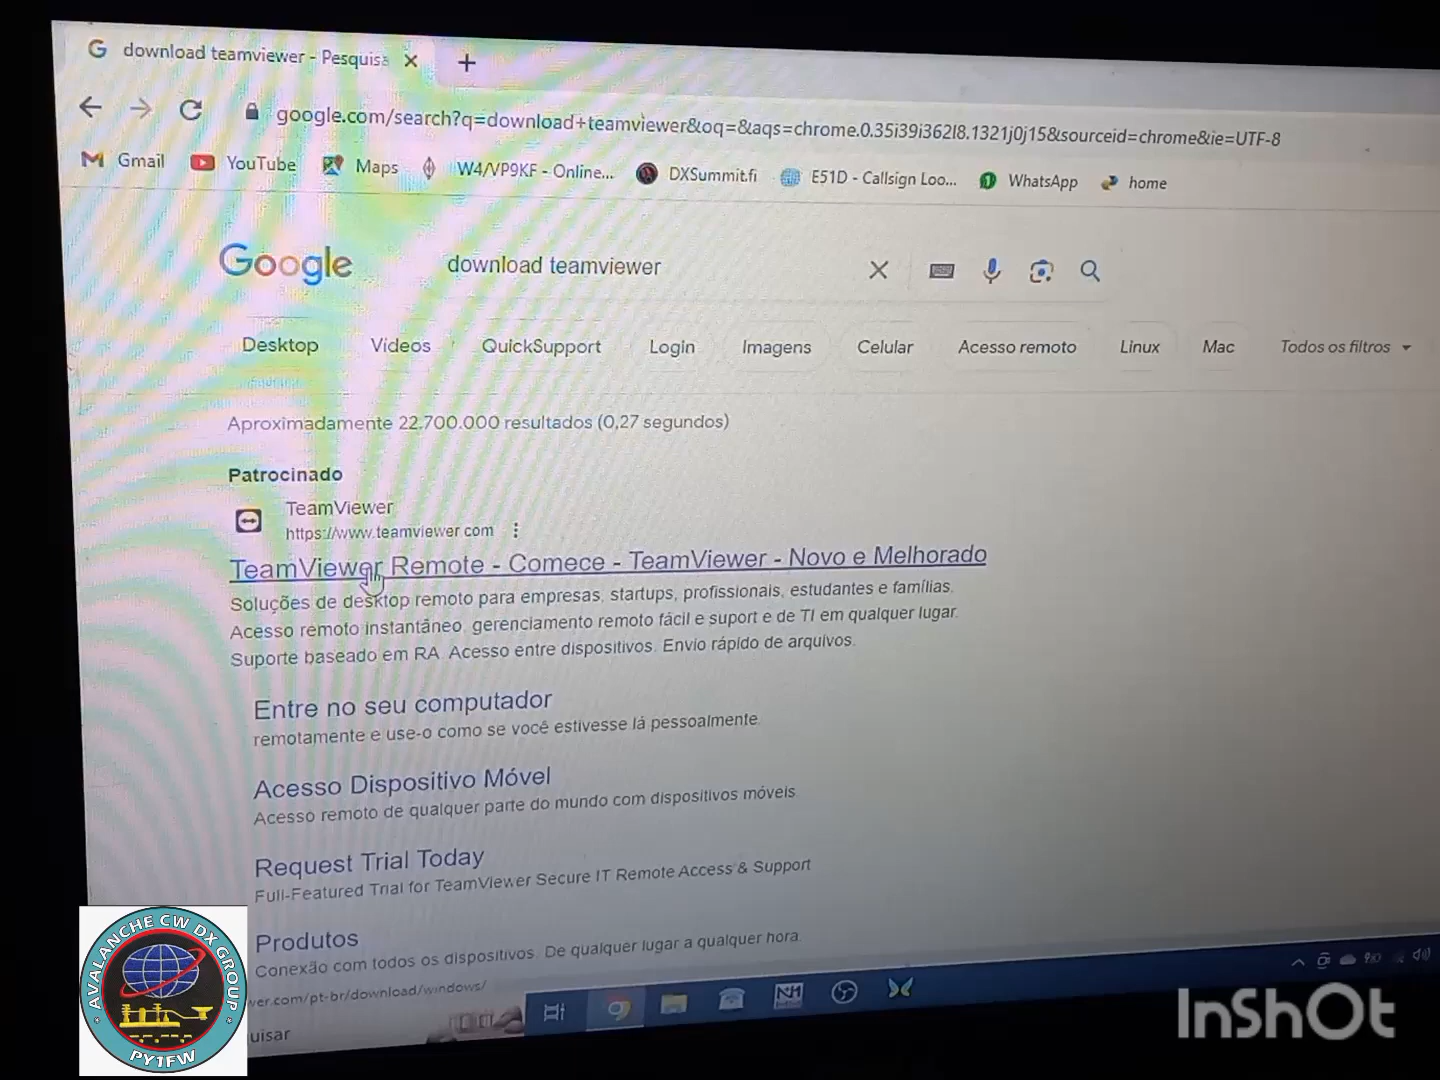 download teamviewer - Pesquisa
google.com/search?q=download+teamviewer&oq=&aqs=chrome.0.35i39i362l8.1321j0j15&sourceid=chrome&ie=UTF-8
Gmail YouTube Maps W4/VP9KF - Online... DXSummit.fi E51D - Callsign Loo... WhatsApp home
Google download teamviewer
Desktop Vídeos QuickSupport Login Imagens Celular Acesso remoto Linux Mac Todos os filtros
Aproximadamente 22.700.000 resultados (0,27 segundos)
Patrocinado
TeamViewer
https://www.teamviewer.com
TeamViewer Remote - Comece - TeamViewer - Novo e Melhorado
Soluções de desktop remoto para empresas, startups, profissionais, estudantes e famílias.
Acesso remoto instantâneo, gerenciamento remoto fácil e suport e de TI em qualquer lugar.
Suporte baseado em RA. Acesso entre dispositivos. Envio rápido de arquivos.
Entre no seu computador
remotamente e use-o como se você estivesse lá pessoalmente.
Acesso Dispositivo Móvel
Acesso remoto de qualquer parte do mundo com dispositivos móveis
Request Trial Today
Full-Featured Trial for TeamViewer Secure IT Remote Access & Support
Produtos
Conexão com todos os dispositivos. De qualquer lugar a qualquer hora.
wer.com/pt-br/download/windows/
uisar
AVALANCHE CW DX GROUP
PY1FW
InShOt